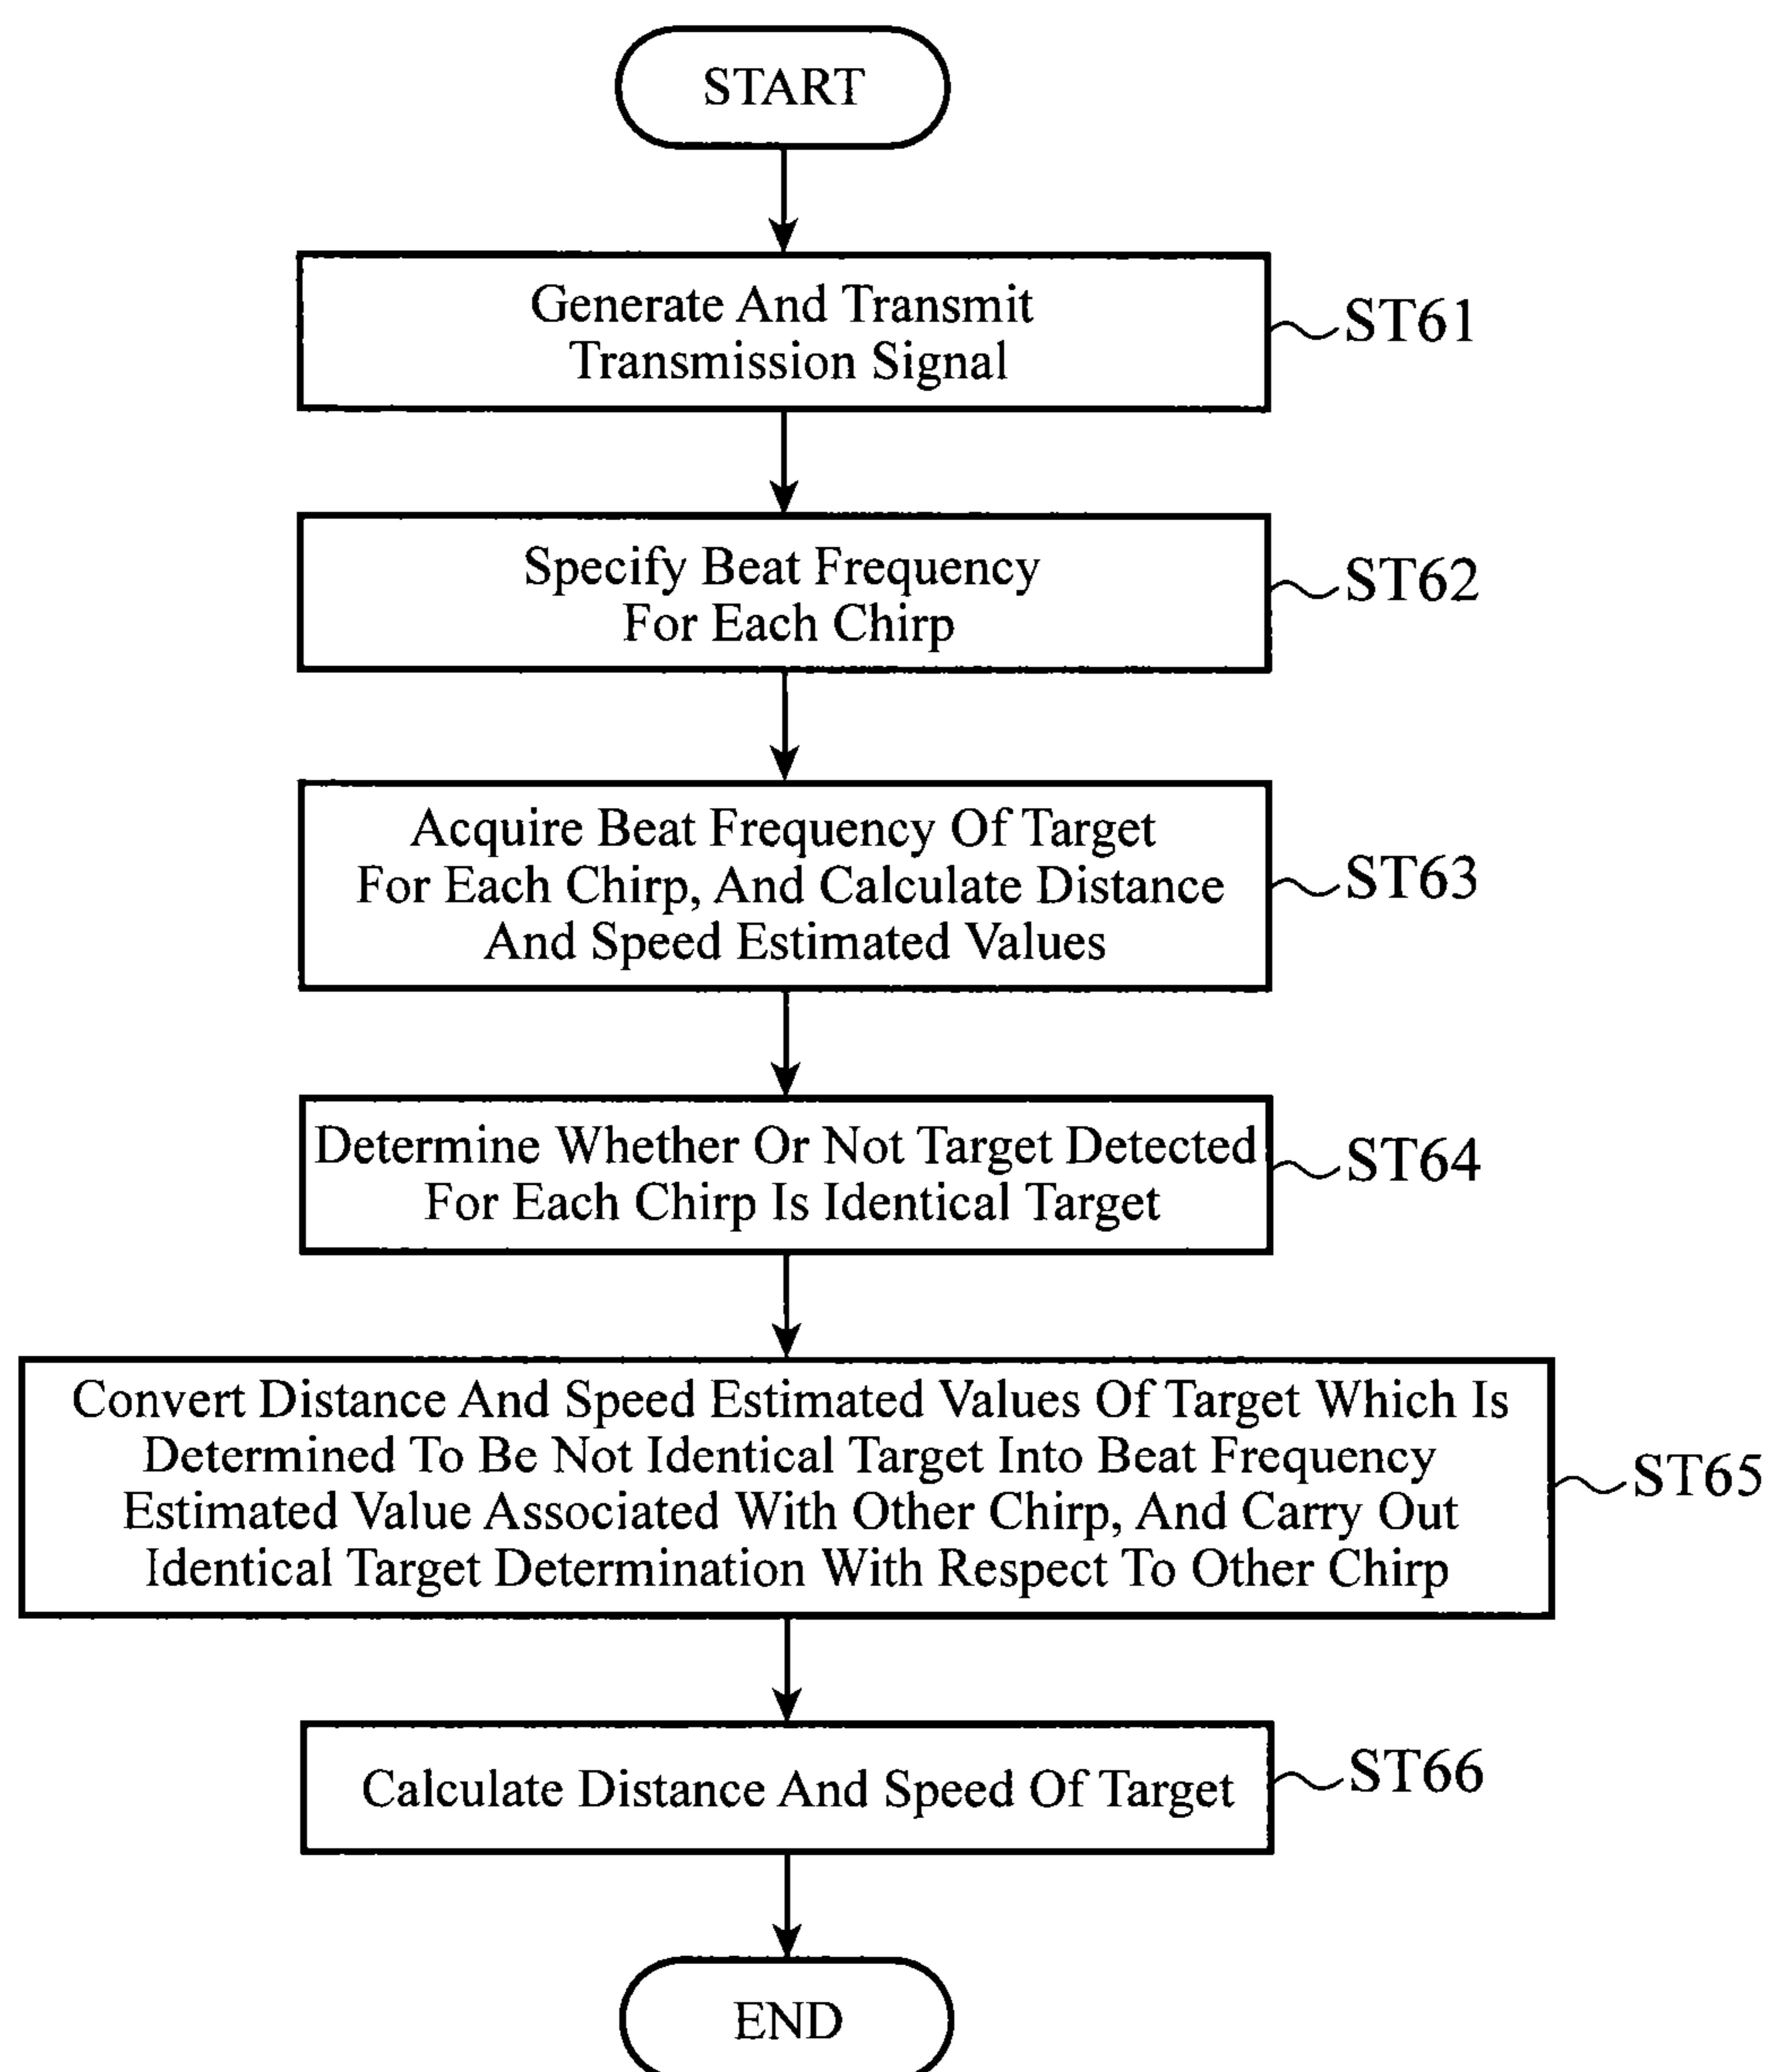 START
Generate And Transmit
Transmission Signal
ST61
Specify Beat Frequency
For Each Chirp
ST62
Acquire Beat Frequency Of Target
For Each Chirp, And Calculate Distance
And Speed Estimated Values
ST63
Determine Whether Or Not Target Detected
For Each Chirp Is Identical Target
ST64
Convert Distance And Speed Estimated Values Of Target Which Is
Determined To Be Not Identical Target Into Beat Frequency
Estimated Value Associated With Other Chirp, And Carry Out
Identical Target Determination With Respect To Other Chirp
ST65
Calculate Distance And Speed Of Target
ST66
END